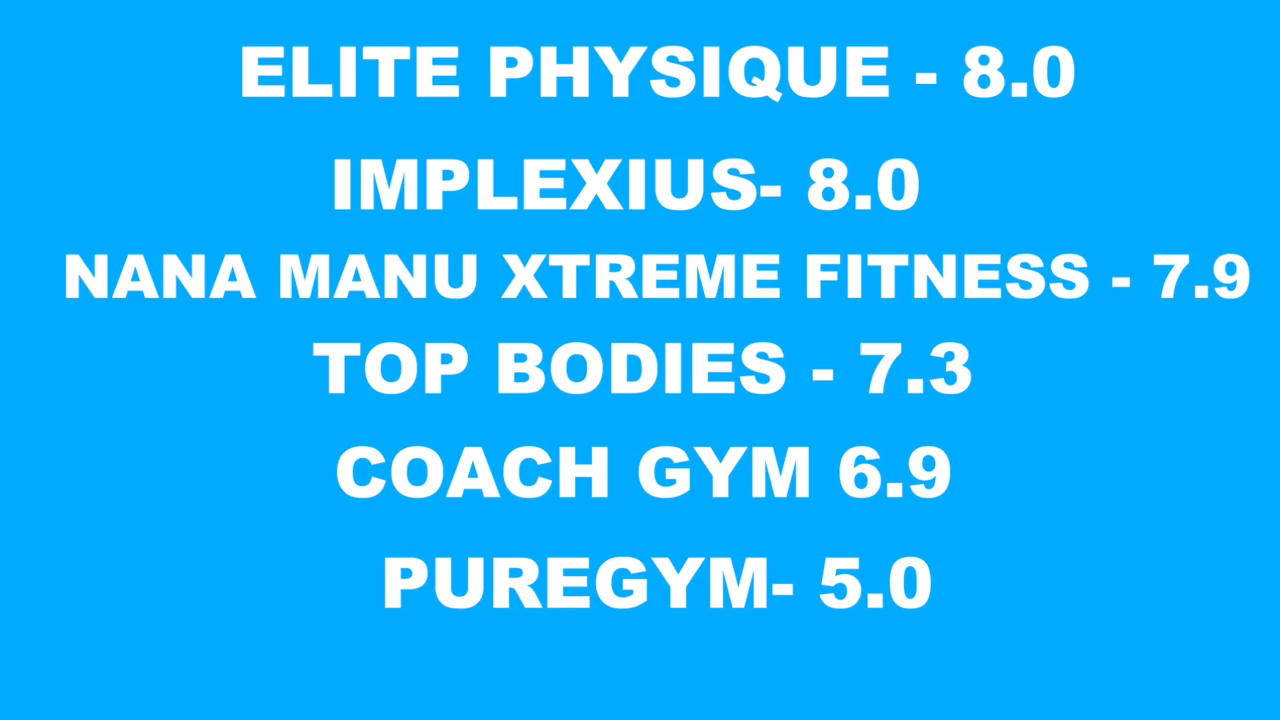 ELITE PHYSIQUE - 8.0
IMPLEXIUS- 8.0
NANA MANU XTREME FITNESS - 7.9
TOP BODIES - 7.3
COACH GYM 6.9
PUREGYM- 5.0